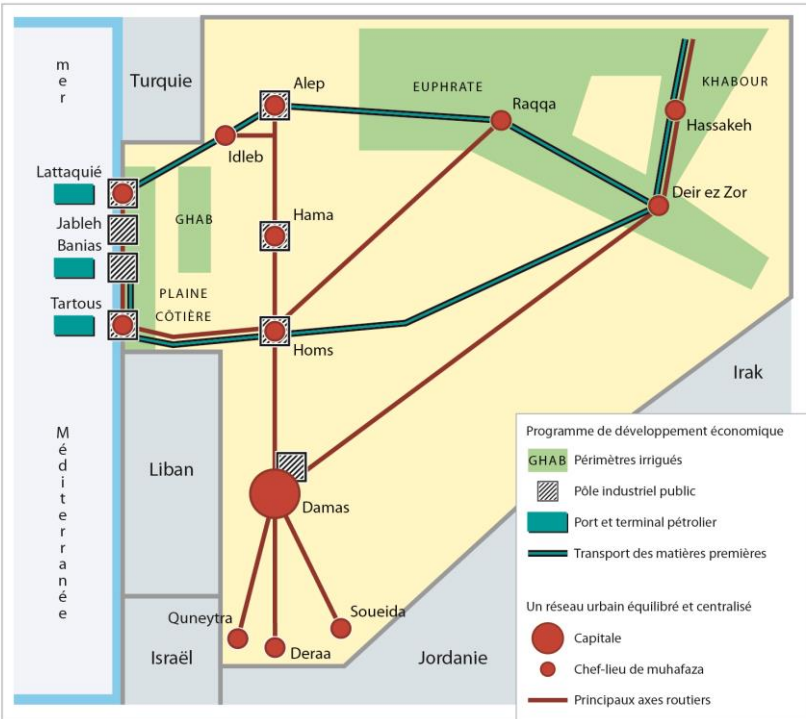 mer
Méditerranée
Turquie
Alep
EUPHRATE
KHABOUR
Raqqa
Hassakeh
Idleb
Lattaquié
Deir ez Zor
Jableh
GHAB
Hama
Banias
PLAINE
CÔTIÈRE
Tartous
Homs
Irak
Liban
Damas
Quneytra
Soueida
Deraa
Israël
Jordanie
Programme de développement économique
GHAB Périmètres irrigués
Pôle industriel public
Port et terminal pétrolier
Transport des matières premières
Un réseau urbain équilibré et centralisé
Capitale
Chef-lieu de muhafaza
Principaux axes routiers